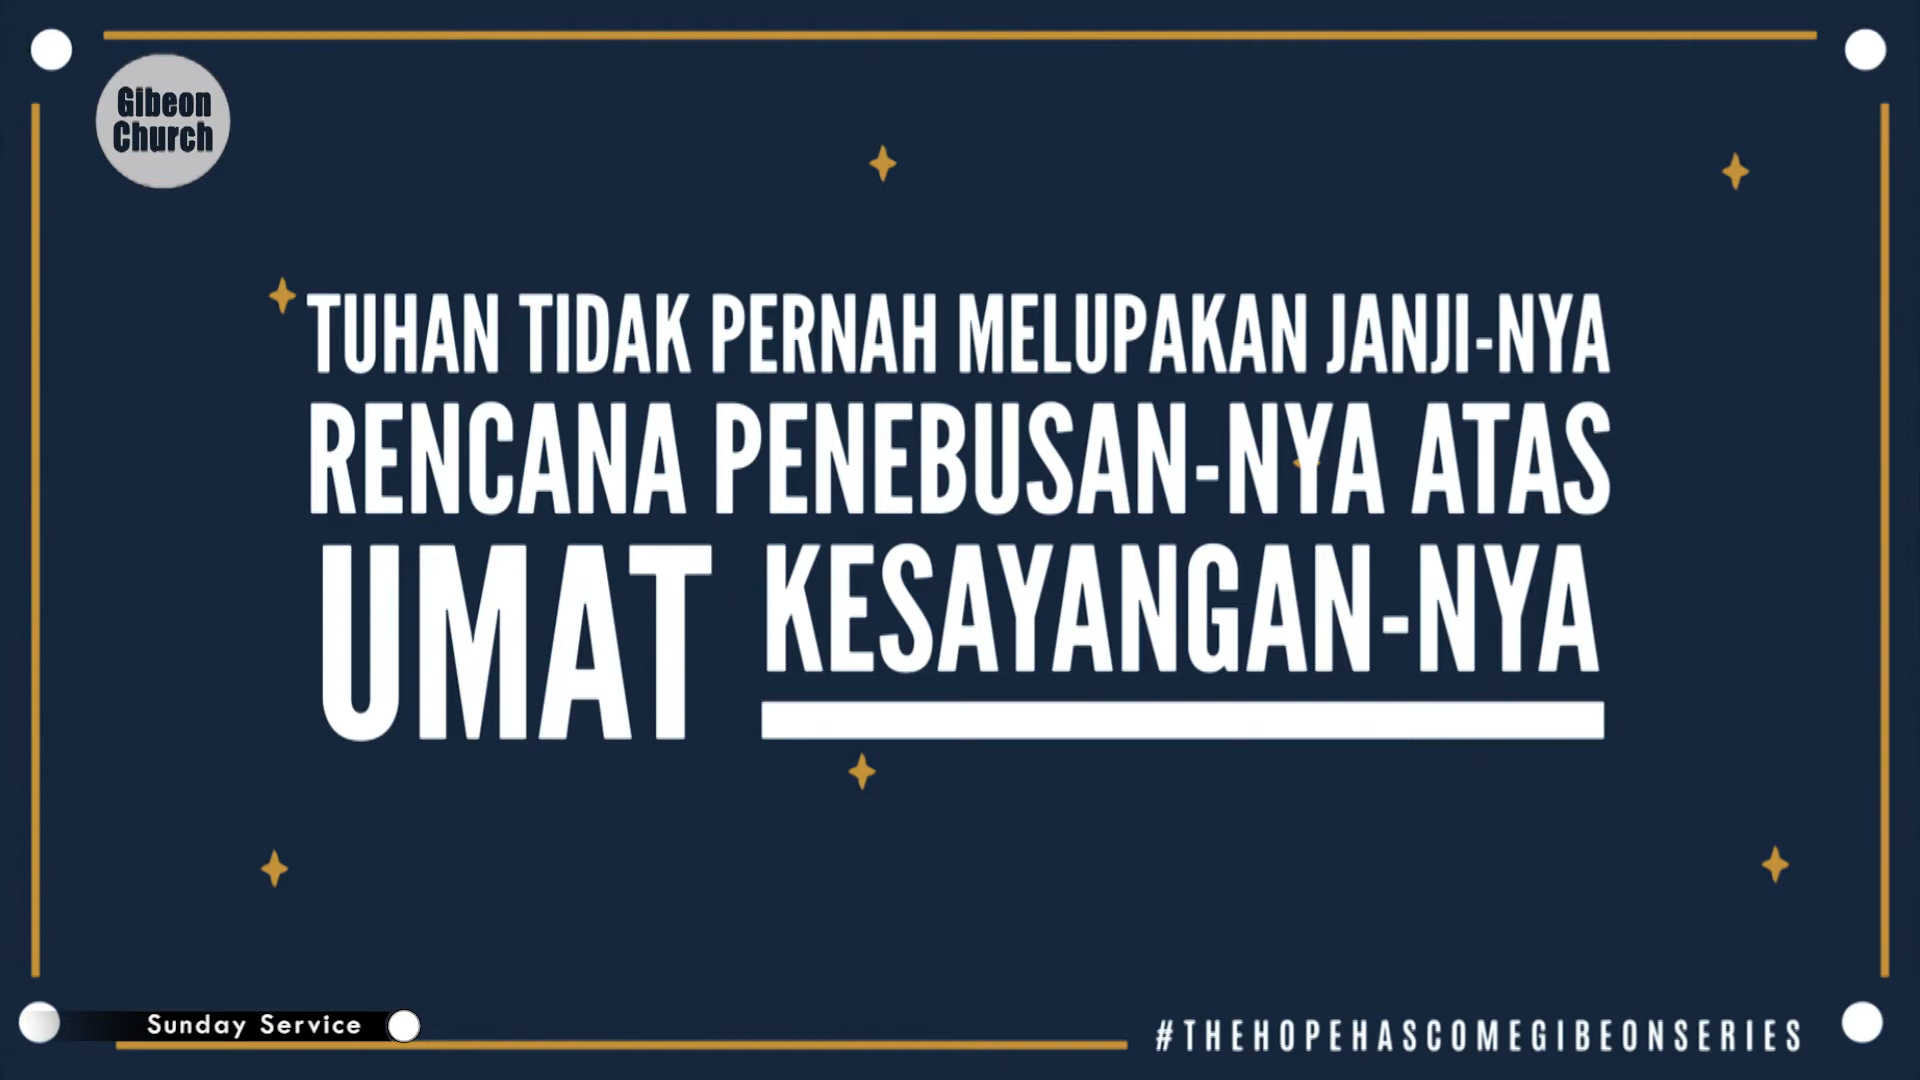 Gibeon
Church
TUHAN TIDAK PERNAH MELUPAKAN JANJI-NYA
RENCANA PENEBUSAN-NYA ATAS
UMAT KESAYANGAN-NYA
Sunday Service
#THEHOPEHASCOMEGIBEONSERIES